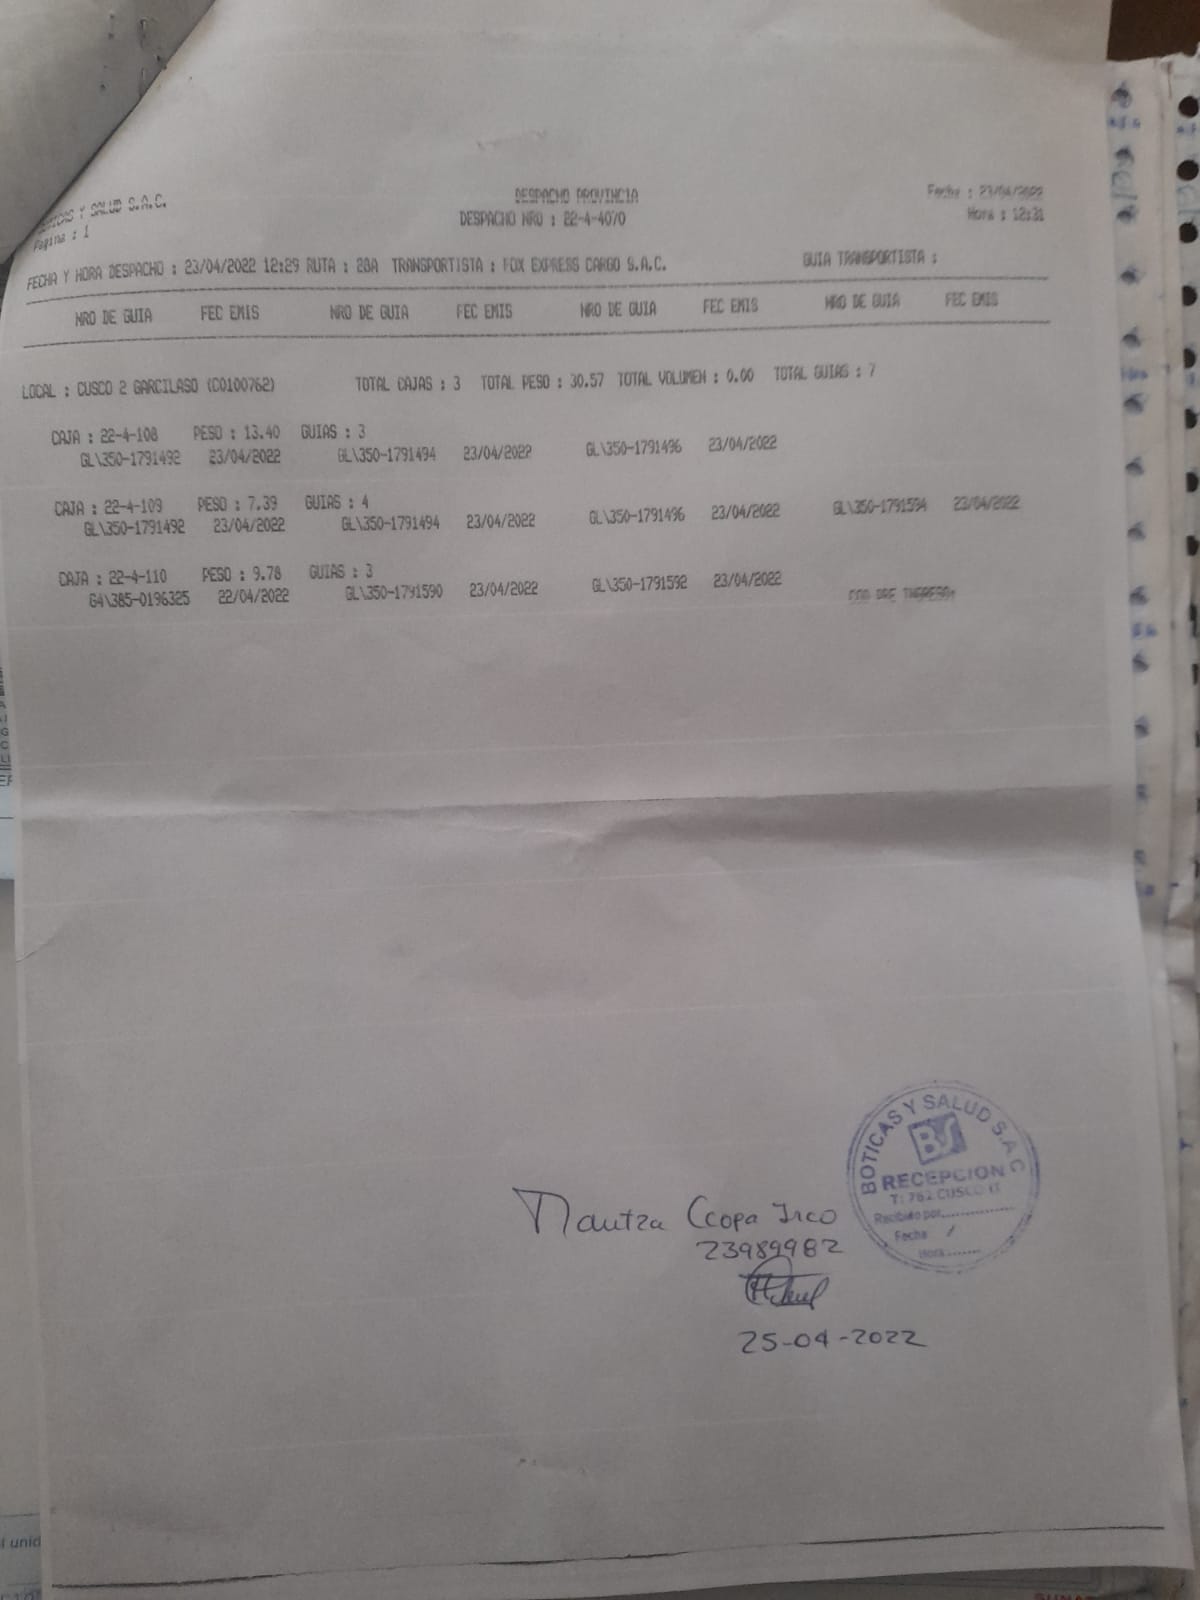 BOTICAS Y SALUD S.A.C.
DESPACHO PROVINCIA
Fecha : 23/04/2022
Pagina : 1
DESPACHO NRO : 22-4-4070
Hora : 12:31
FECHA Y HORA DESPACHO : 23/04/2022 12:29 RUTA : 28A TRANSPORTISTA : FOX EXPRESS CARGO S.A.C. GUIA TRANSPORTISTA :
NRO DE GUIA FEC EMIS NRO DE GUIA FEC EMIS NRO DE GUIA FEC EMIS NRO DE GUIA FEC EMIS
LOCAL : CUSCO 2 GARCILASO (C0100762) TOTAL CAJAS : 3 TOTAL PESO : 30.57 TOTAL VOLUMEN : 0.00 TOTAL GUIAS : 7
CAJA : 22-4-108 PESO : 13.40 GUIAS : 3
GL\350-1791492 23/04/2022 GL\350-1791494 23/04/2022 GL\350-1791496 23/04/2022
CAJA : 22-4-109 PESO : 7.39 GUIAS : 4
GL\350-1791492 23/04/2022 GL\350-1791494 23/04/2022 GL\350-1791496 23/04/2022 GL\350-1791594 23/04/2022
CAJA : 22-4-110 PESO : 9.78 GUIAS : 3
G4\385-0196325 22/04/2022 GL\350-1791590 23/04/2022 GL\350-1791592 23/04/2022
BOTICAS Y SALUD S.A.C
BS
RECEPCION
T: 762 CUSCO II
Recibido por
Fecha /
Hora
Ccopa Irco
23989982
25-04-2022